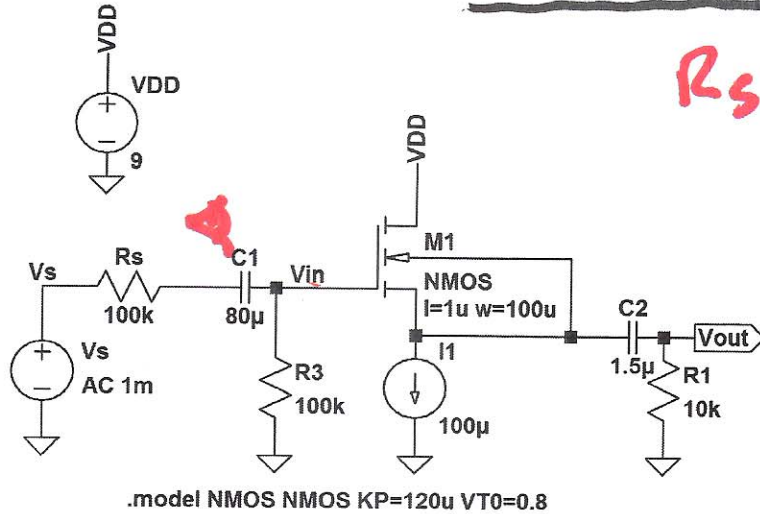 VDD
VDD
9
Rs
VDD
Vs
Rs
100k
C1
80µ
Vin
M1
NMOS
l=1u w=100u
Vs
AC 1m
R3
100k
I1
100µ
C2
1.5µ
Vout
R1
10k
.model NMOS NMOS KP=120u VT0=0.8